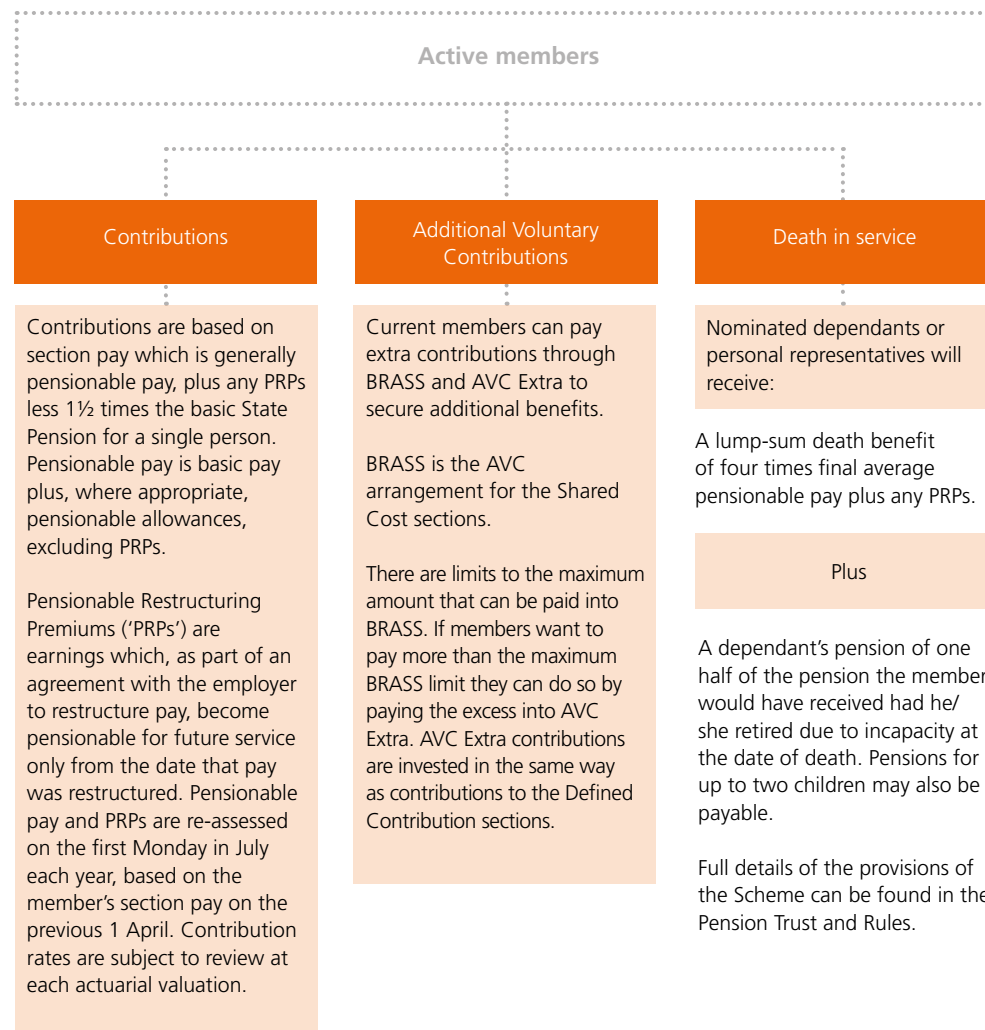 Active members
Contributions
Contributions are based on
section pay which is generally
pensionable pay, plus any PRPs
less 1½ times the basic State
Pension for a single person.
Pensionable pay is basic pay
plus, where appropriate,
pensionable allowances,
excluding PRPs.
Pensionable Restructuring
Premiums (‘PRPs’) are
earnings which, as part of an
agreement with the employer
to restructure pay, become
pensionable for future service
only from the date that pay
was restructured. Pensionable
pay and PRPs are re-assessed
on the first Monday in July
each year, based on the
member’s section pay on the
previous 1 April. Contribution
rates are subject to review at
each actuarial valuation.
Additional Voluntary
Contributions
Current members can pay
extra contributions through
BRASS and AVC Extra to
secure additional benefits.
BRASS is the AVC
arrangement for the Shared
Cost sections.
There are limits to the maximum
amount that can be paid into
BRASS. If members want to
pay more than the maximum
BRASS limit they can do so by
paying the excess into AVC
Extra. AVC Extra contributions
are invested in the same way
as contributions to the Defined
Contribution sections.
Death in service
Nominated dependants or
personal representatives will
receive:
A lump-sum death benefit
of four times final average
pensionable pay plus any PRPs.
Plus
A dependant’s pension of one
half of the pension the member
would have received had he/
she retired due to incapacity at
the date of death. Pensions for
up to two children may also be
payable.
Full details of the provisions of
the Scheme can be found in the
Pension Trust and Rules.